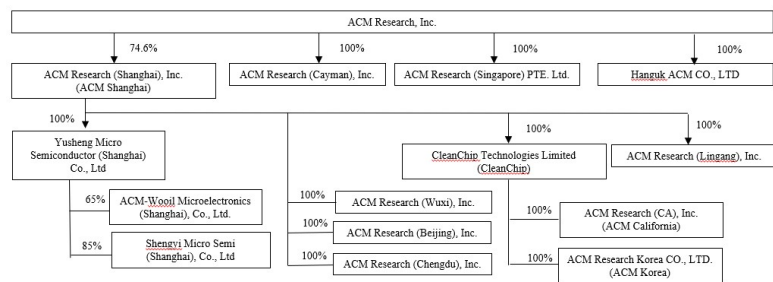 ACM Research, Inc.
74.6%
100%
100%
100%
ACM Research (Shanghai), Inc.
(ACM Shanghai)
ACM Research (Cayman), Inc.
ACM Research (Singapore) PTE. Ltd.
Hanguk ACM CO., LTD
100%
100%
100%
Yusheng Micro
Semiconductor (Shanghai)
Co., Ltd
CleanChip Technologies Limited
(CleanChip)
ACM Research (Lingang), Inc.
65%
ACM-Wooil Microelectronics
(Shanghai), Co., Ltd.
85%
Shengyi Micro Semi
(Shanghai), Co., Ltd
100%
ACM Research (Wuxi), Inc.
100%
ACM Research (Beijing), Inc.
100%
ACM Research (Chengdu), Inc.
100%
ACM Research (CA), Inc.
(ACM California)
100%
ACM Research Korea CO., LTD.
(ACM Korea)